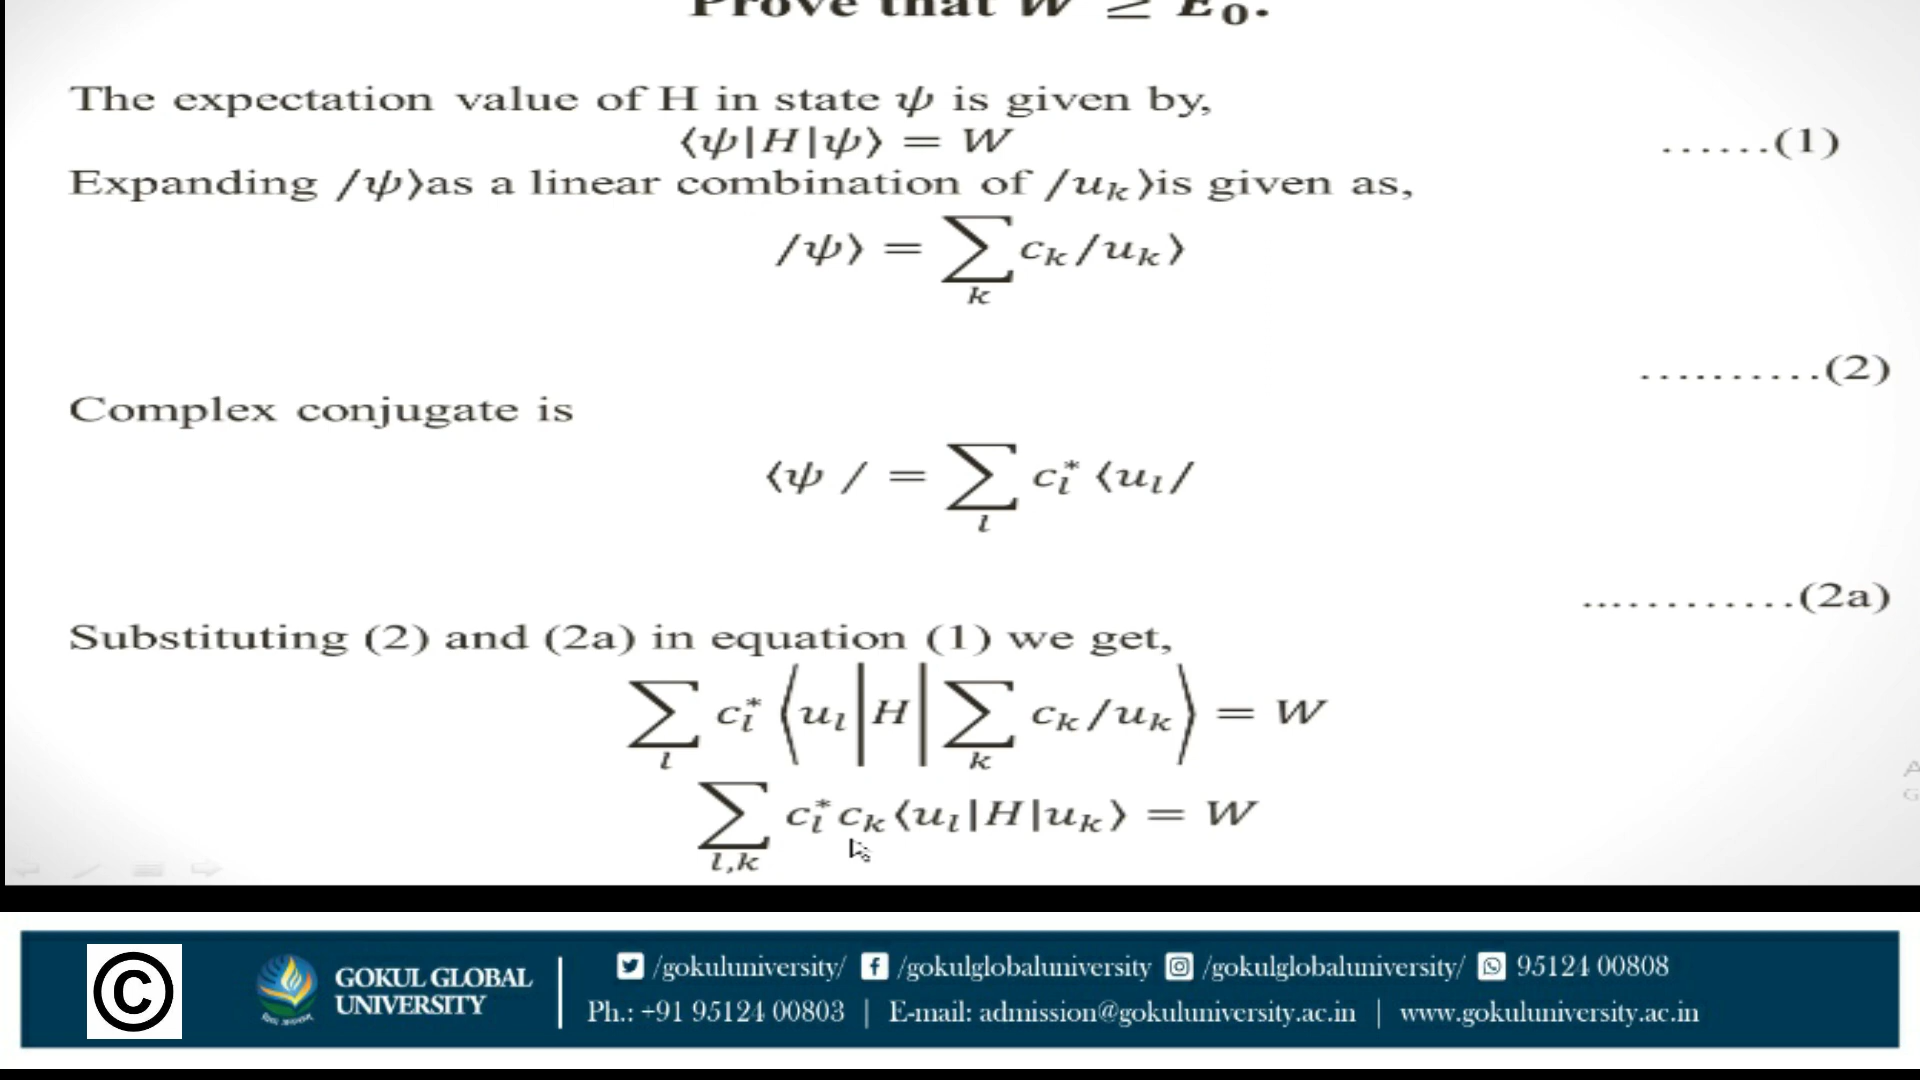 Prove that W ≥ E₀.
The expectation value of H in state ψ is given by,
⟨ψ|H|ψ⟩ = W ......(1)
Expanding /ψ⟩as a linear combination of /uₖ⟩is given as,
/ψ⟩ = ∑ cₖ/uₖ⟩
k
..........(2)
Complex conjugate is
⟨ψ / = ∑ cₗ* ⟨uₗ/
l
............(2a)
Substituting (2) and (2a) in equation (1) we get,
∑ cₗ* ⟨uₗ|H|∑ cₖ/uₖ⟩ = W
l k
∑ cₗ*cₖ⟨uₗ|H|uₖ⟩ = W
l,k
©
GOKUL GLOBAL
UNIVERSITY
/gokuluniversity/ /gokulglobaluniversity /gokulglobaluniversity/ 95124 00808
Ph.: +91 95124 00803 | E-mail: admission@gokuluniversity.ac.in | www.gokuluniversity.ac.in